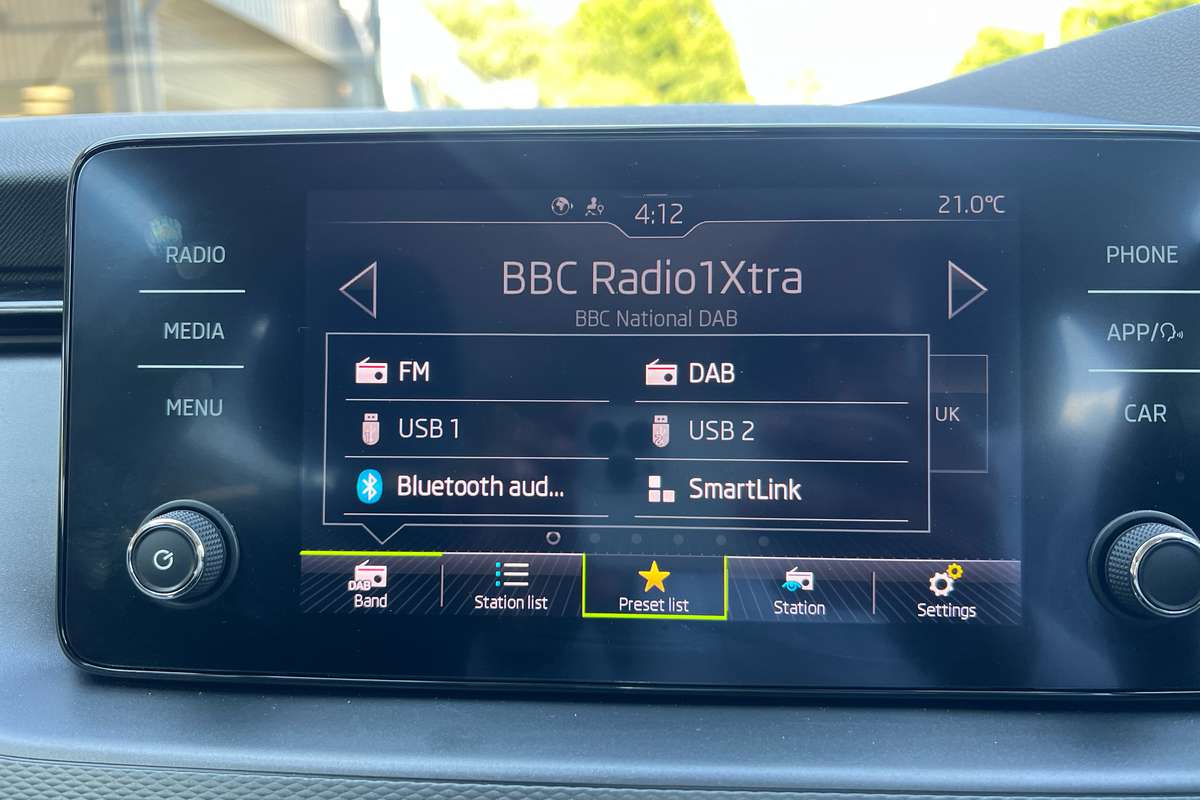 4:12
21.0°C
RADIO
MEDIA
MENU
BBC Radio1Xtra
BBC National DAB
FM
DAB
USB 1
USB 2
Bluetooth aud...
SmartLink
UK
DAB
Band
Station list
Preset list
Station
Settings
PHONE
APP/
CAR